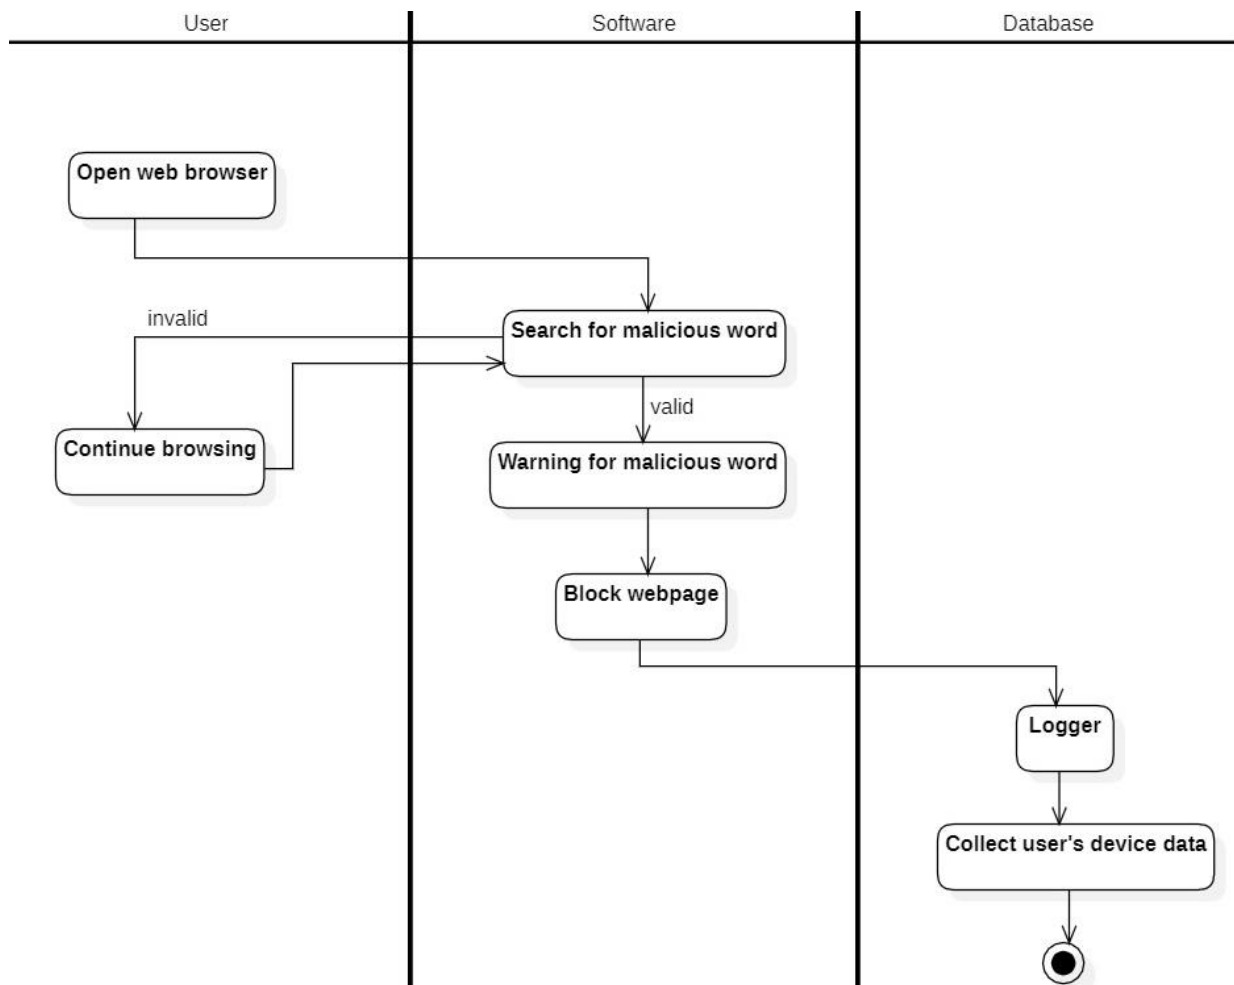 User
Software
Database
Open web browser
Search for malicious word
invalid
valid
Continue browsing
Warning for malicious word
Block webpage
Logger
Collect user's device data